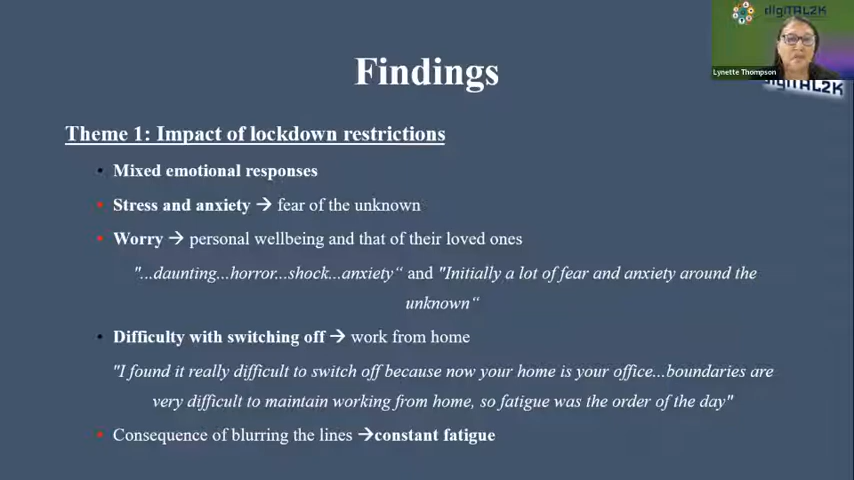 digiTAL2K
Lynette Thompson
digiTAL2K
Findings
Theme 1: Impact of lockdown restrictions
• Mixed emotional responses
• Stress and anxiety → fear of the unknown
• Worry → personal wellbeing and that of their loved ones
"...daunting...horror...shock...anxiety“ and "Initially a lot of fear and anxiety around the
unknown“
• Difficulty with switching off → work from home
"I found it really difficult to switch off because now your home is your office...boundaries are
very difficult to maintain working from home, so fatigue was the order of the day"
• Consequence of blurring the lines →constant fatigue